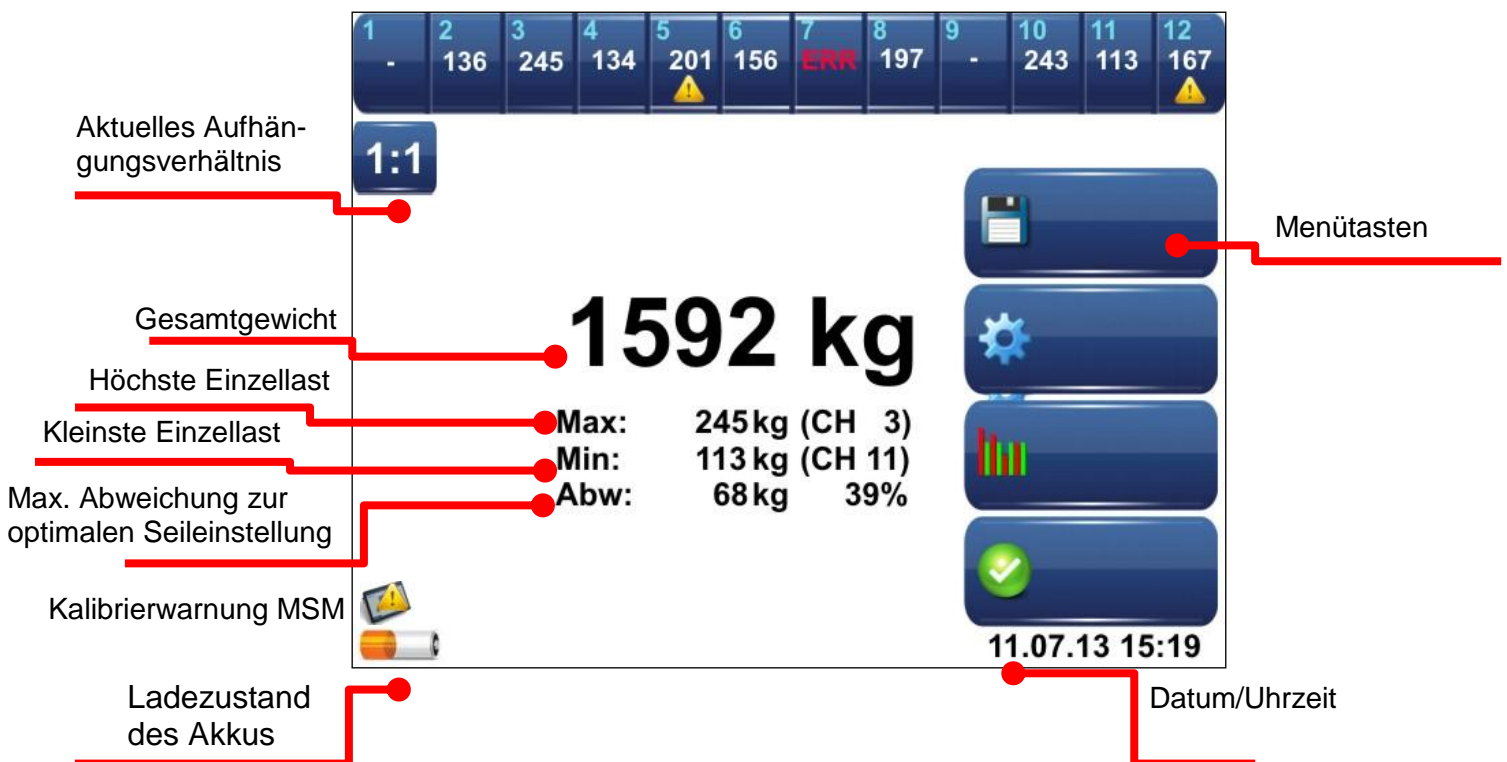 1 2 3 4 5 6 7 8 9 10 11 12
- 136 245 134 201 156 ERR 197 - 243 113 167
Aktuelles Aufhän-
gungsverhältnis
1:1
Menütasten
Gesamtgewicht
1592 kg
Höchste Einzellast
Max: 245 kg (CH 3)
Kleinste Einzellast
Min: 113 kg (CH 11)
Max. Abweichung zur
optimalen Seileinstellung
Abw: 68 kg 39%
Kalibrierwarnung MSM
11.07.13 15:19
Ladezustand
des Akkus
Datum/Uhrzeit